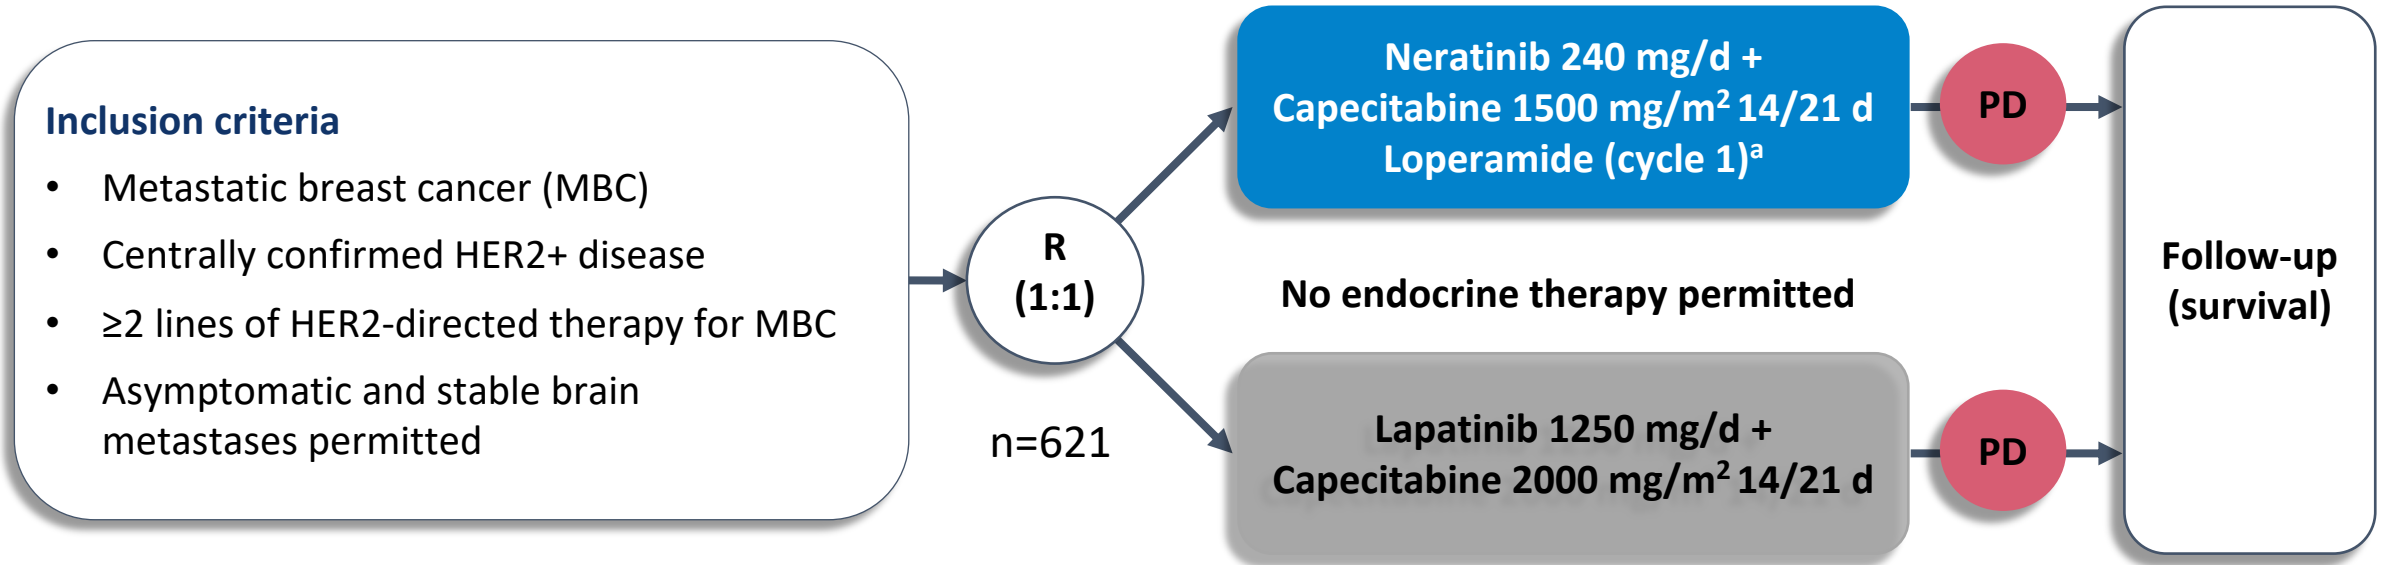 Inclusion criteria
• Metastatic breast cancer (MBC)
• Centrally confirmed HER2+ disease
• ≥2 lines of HER2-directed therapy for MBC
• Asymptomatic and stable brain
metastases permitted
R
(1:1)
n=621
Neratinib 240 mg/d +
Capecitabine 1500 mg/m² 14/21 d
Loperamide (cycle 1)ᵃ
PD
No endocrine therapy permitted
Lapatinib 1250 mg/d +
Capecitabine 2000 mg/m² 14/21 d
PD
Follow-up
(survival)